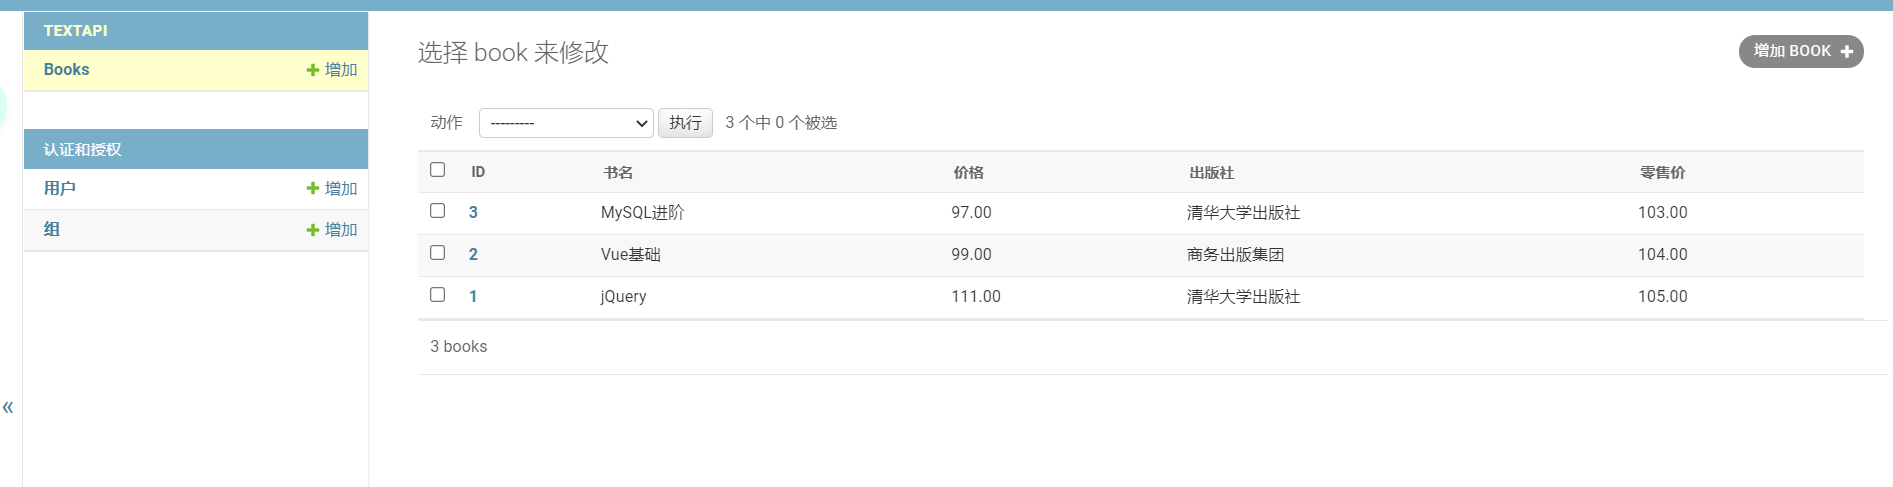 TEXTAPI
Books 增加
认证和授权
用户 增加
组 增加
«
选择 book 来修改
增加 BOOK
动作 --------- 执行 3 个中 0 个被选
ID 书名 价格 出版社 零售价
3 MySQL进阶 97.00 清华大学出版社 103.00
2 Vue基础 99.00 商务出版集团 104.00
1 jQuery 111.00 清华大学出版社 105.00
3 books